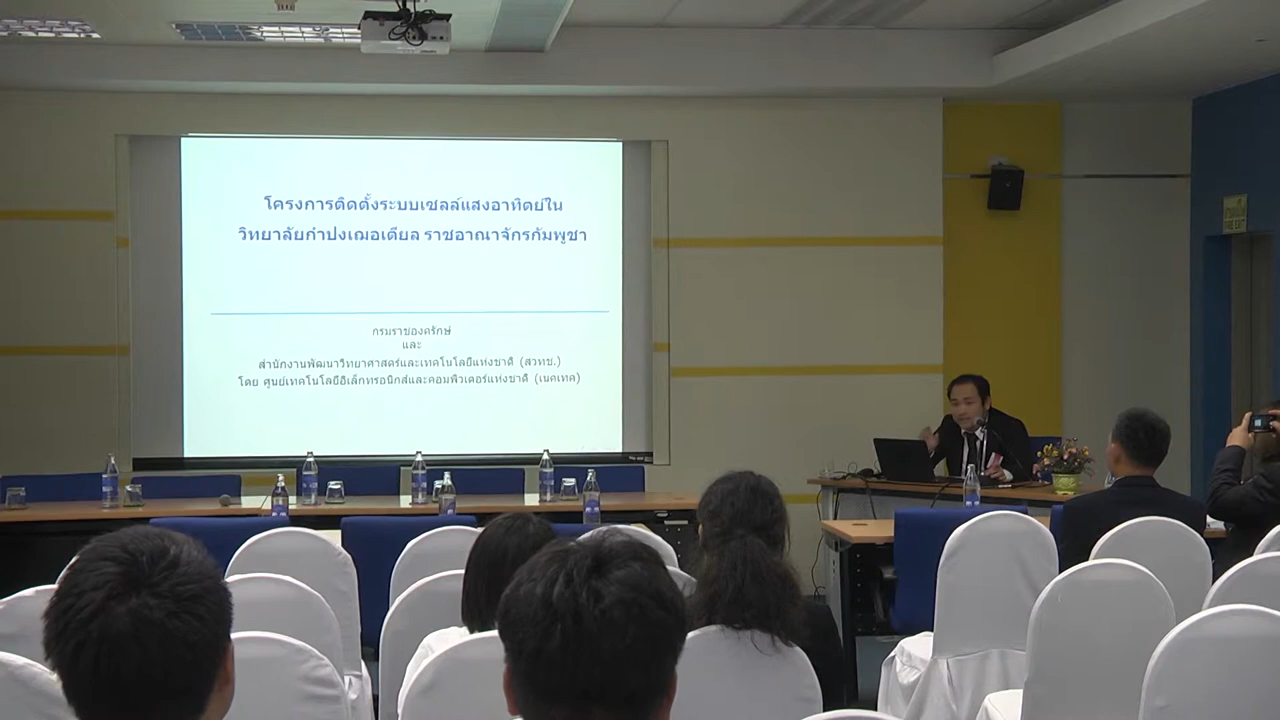 โครงการติดตั้งระบบเซลล์แสงอาทิตย์ใน
วิทยาลัยกำปงเฌอเตียล ราชอาณาจักรกัมพูชา
กรมราชองครักษ์
และ
สำนักงานพัฒนาวิทยาศาสตร์และเทคโนโลยีแห่งชาติ (สวทช.)
โดย ศูนย์เทคโนโลยีอิเล็กทรอนิกส์และคอมพิวเตอร์แห่งชาติ (เนคเทค)